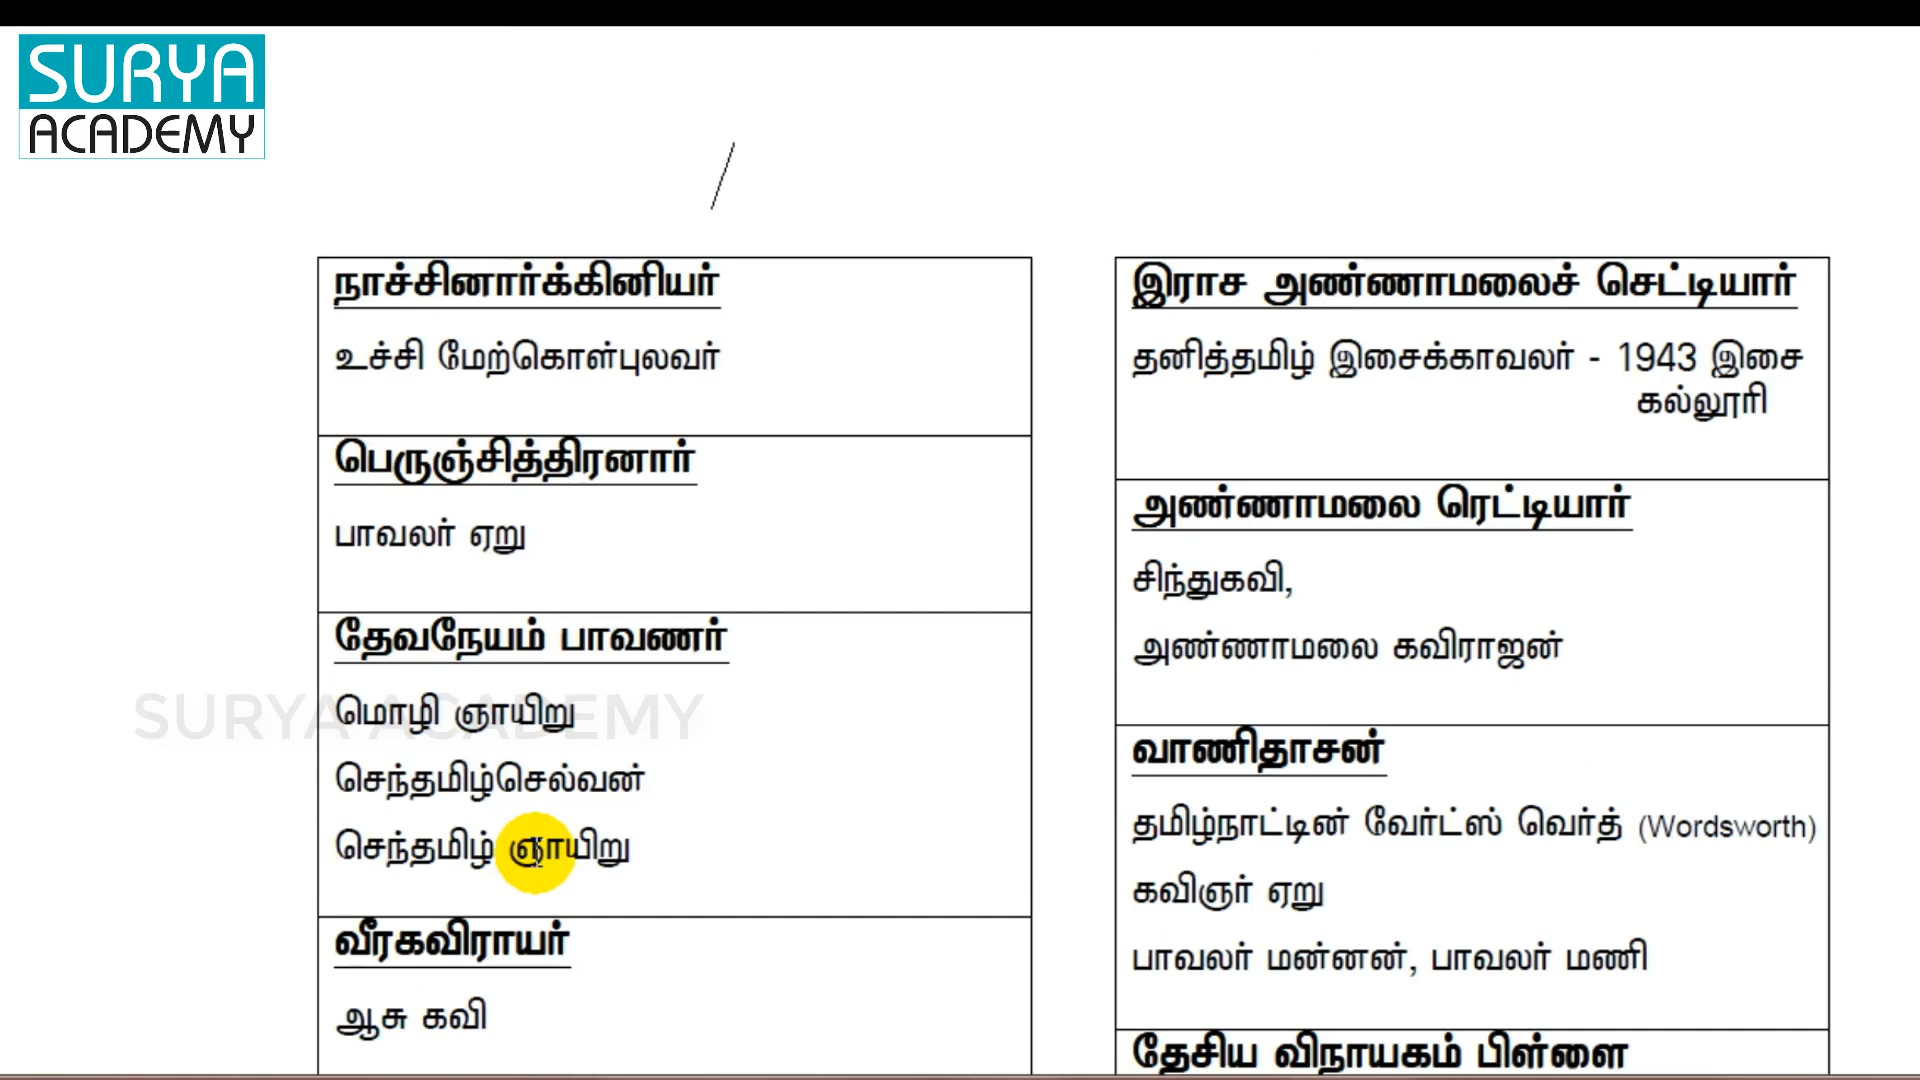 SURYA
ACADEMY
நாச்சினார்க்கினியர்
உச்சி மேற்கொள்புலவர்
பெருஞ்சித்திரனார்
பாவலர் ஏறு
தேவநேயம் பாவணர்
மொழி ஞாயிறு
செந்தமிழ்செல்வன்
செந்தமிழ் ஞாயிறு
வீரகவிராயர்
ஆசு கவி
இராச அண்ணாமலைச் செட்டியார்
தனித்தமிழ் இசைக்காவலர் - 1943 இசை
கல்லூரி
அண்ணாமலை ரெட்டியார்
சிந்துகவி,
அண்ணாமலை கவிராஜன்
வாணிதாசன்
தமிழ்நாட்டின் வேர்ட்ஸ் வெர்த் (Wordsworth)
கவிஞர் ஏறு
பாவலர் மன்னன், பாவலர் மணி
தேசிய விநாயகம் பிள்ளை
SURYA ACADEMY